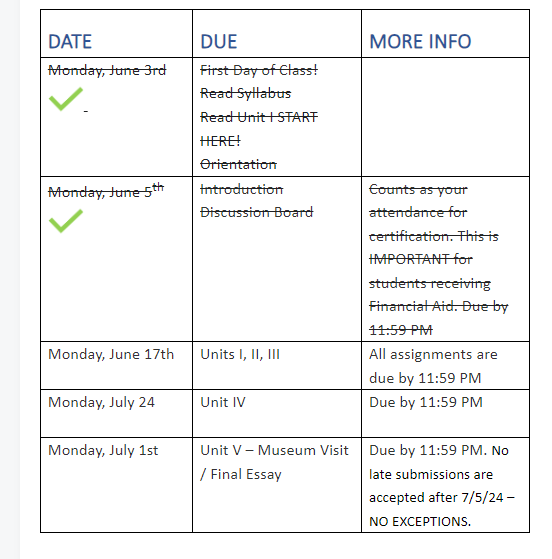 DATE DUE MORE INFO
Monday, June 3rd
First Day of Class!
Read Syllabus
Read Unit I START
HERE!
Orientation
Monday, June 5th
Introduction
Discussion Board
Counts as your
attendance for
certification. This is
IMPORTANT for
students receiving
Financial Aid. Due by
11:59 PM
Monday, June 17th
Units I, II, III
All assignments are
due by 11:59 PM
Monday, July 24
Unit IV
Due by 11:59 PM
Monday, July 1st
Unit V – Museum Visit
/ Final Essay
Due by 11:59 PM. No
late submissions are
accepted after 7/5/24 –
NO EXCEPTIONS.